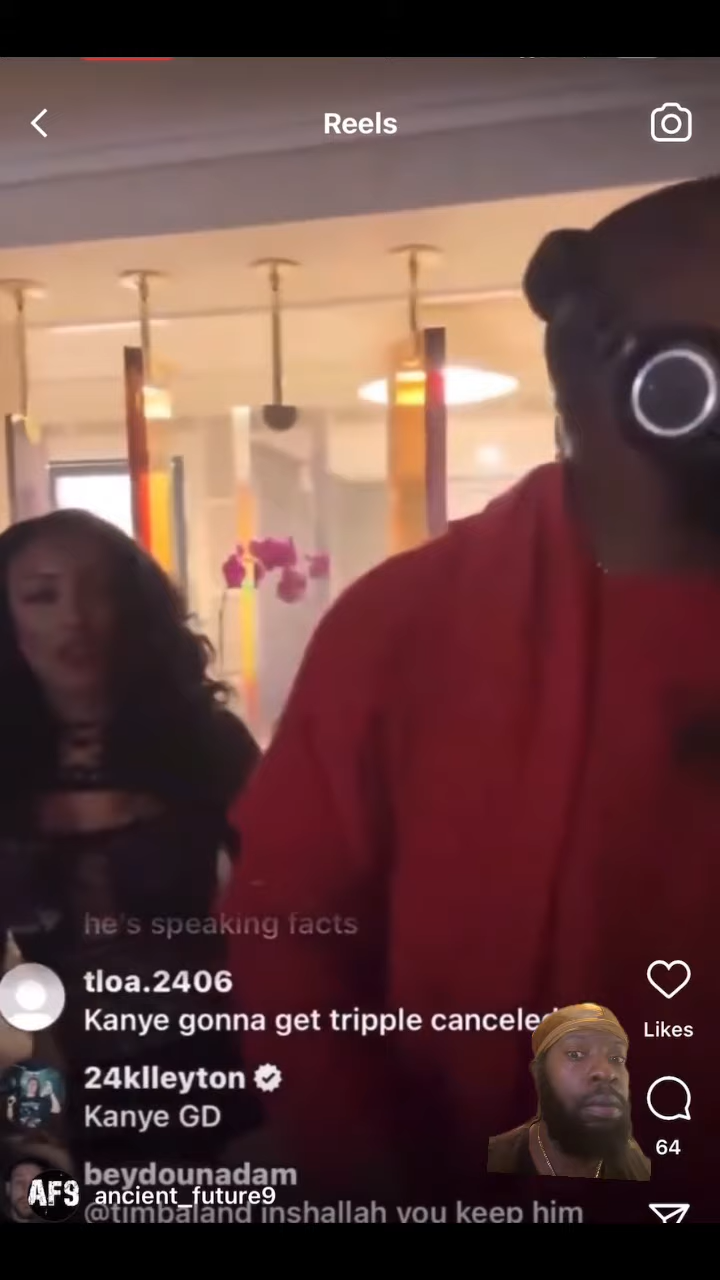 Reels
he's speaking facts
tloa.2406
Kanye gonna get tripple canceled
24klleyton
Kanye GD
beydounadam
@timbaland inshallah you keep him
AF9 ancient_future9
Likes
64